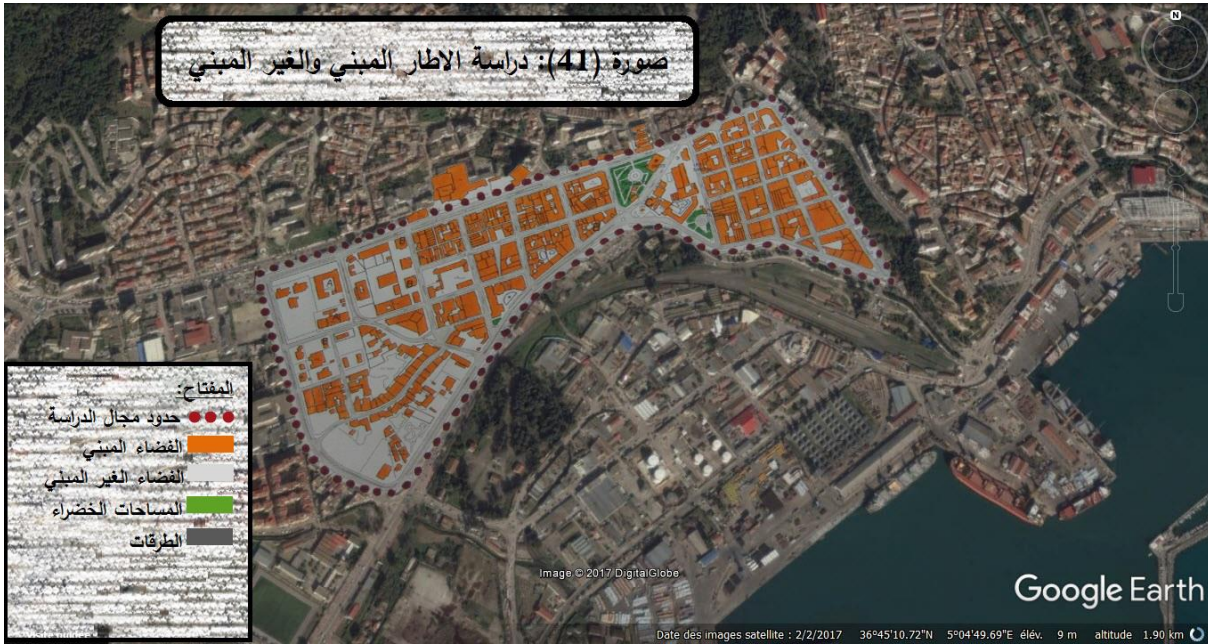 N
صورة (41): دراسة الاطار المبني والغير المبني
المفتاح:
حدود مجال الدراسة
الفضاء المبني
الفضاء الغير المبني
المساحات الخضراء
الطرقات
Image © 2017 DigitalGlobe
Google Earth
Date des images satellite : 2/2/2017 36°45'10.72"N 5°04'49.69"E élév. 9 m altitude 1.90 km